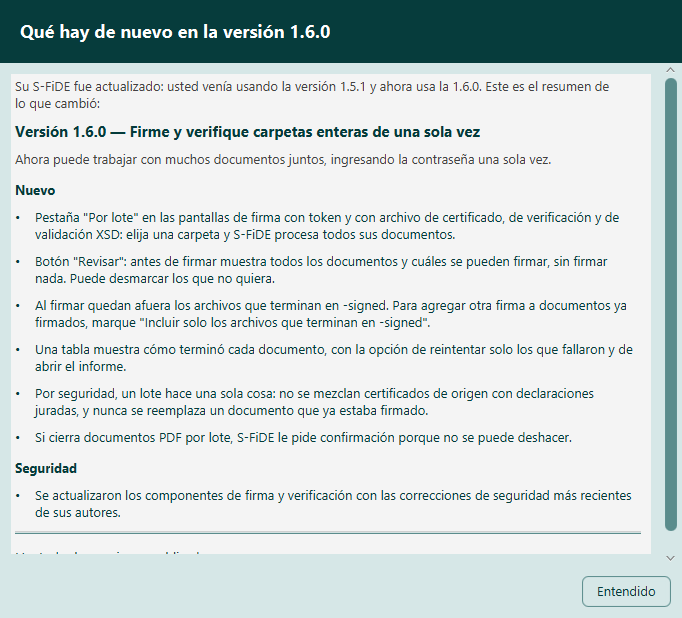 Qué hay de nuevo en la versión 1.6.0
Su S-FiDE fue actualizado: usted venía usando la versión 1.5.1 y ahora usa la 1.6.0. Este es el resumen de
lo que cambió:
Versión 1.6.0 — Firme y verifique carpetas enteras de una sola vez
Ahora puede trabajar con muchos documentos juntos, ingresando la contraseña una sola vez.
Nuevo
• Pestaña "Por lote" en las pantallas de firma con token y con archivo de certificado, de verificación y de
validación XSD: elija una carpeta y S-FiDE procesa todos sus documentos.
• Botón "Revisar": antes de firmar muestra todos los documentos y cuáles se pueden firmar, sin firmar
nada. Puede desmarcar los que no quiera.
• Al firmar quedan afuera los archivos que terminan en -signed. Para agregar otra firma a documentos ya
firmados, marque "Incluir solo los archivos que terminan en -signed".
• Una tabla muestra cómo terminó cada documento, con la opción de reintentar solo los que fallaron y de
abrir el informe.
• Por seguridad, un lote hace una sola cosa: no se mezclan certificados de origen con declaraciones
juradas, y nunca se reemplaza un documento que ya estaba firmado.
• Si cierra documentos PDF por lote, S-FiDE le pide confirmación porque no se puede deshacer.
Seguridad
• Se actualizaron los componentes de firma y verificación con las correcciones de seguridad más recientes
de sus autores.
Entendido